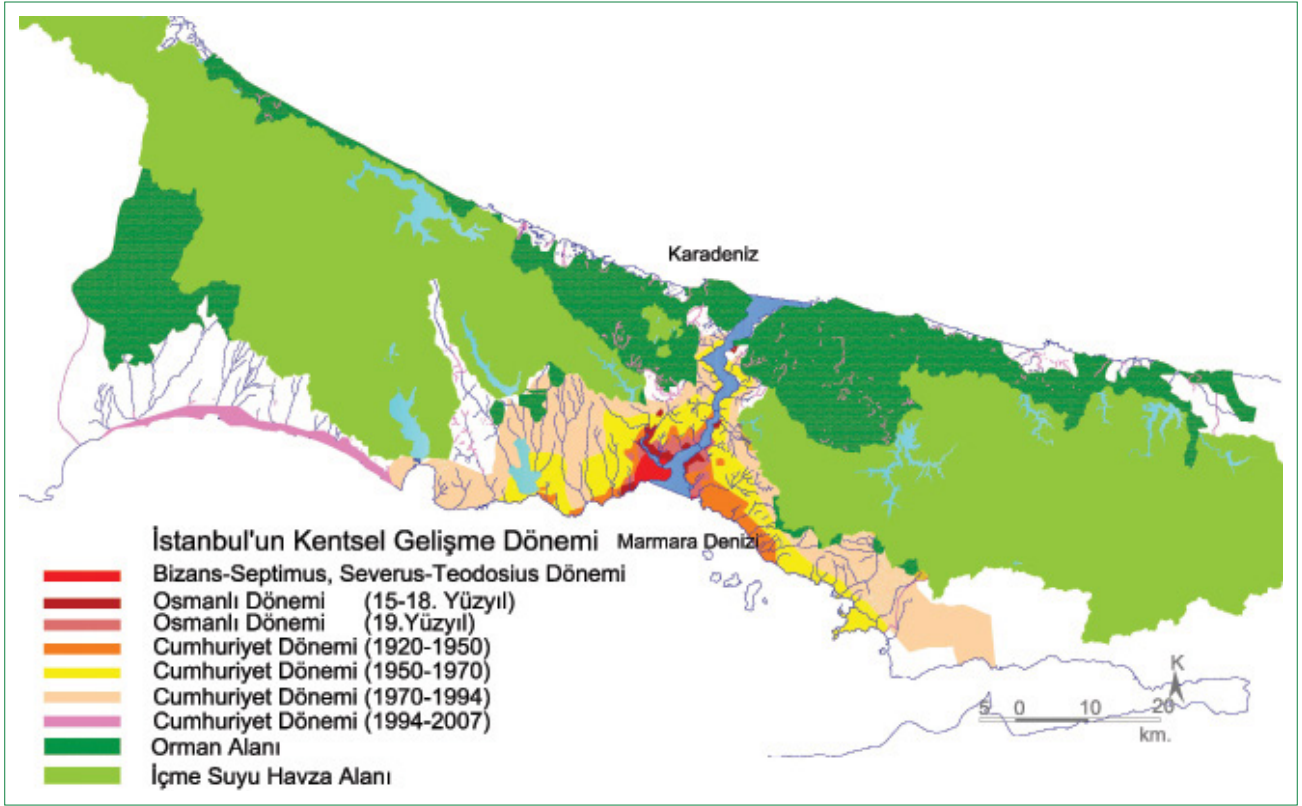 Karadeniz
İstanbul'un Kentsel Gelişme Dönemi
Marmara Denizi
Bizans-Septimus, Severus-Teodosius Dönemi
Osmanlı Dönemi (15-18. Yüzyıl)
Osmanlı Dönemi (19.Yüzyıl)
Cumhuriyet Dönemi (1920-1950)
Cumhuriyet Dönemi (1950-1970)
Cumhuriyet Dönemi (1970-1994)
Cumhuriyet Dönemi (1994-2007)
Orman Alanı
İçme Suyu Havza Alanı
K
5 0 10 20
km.